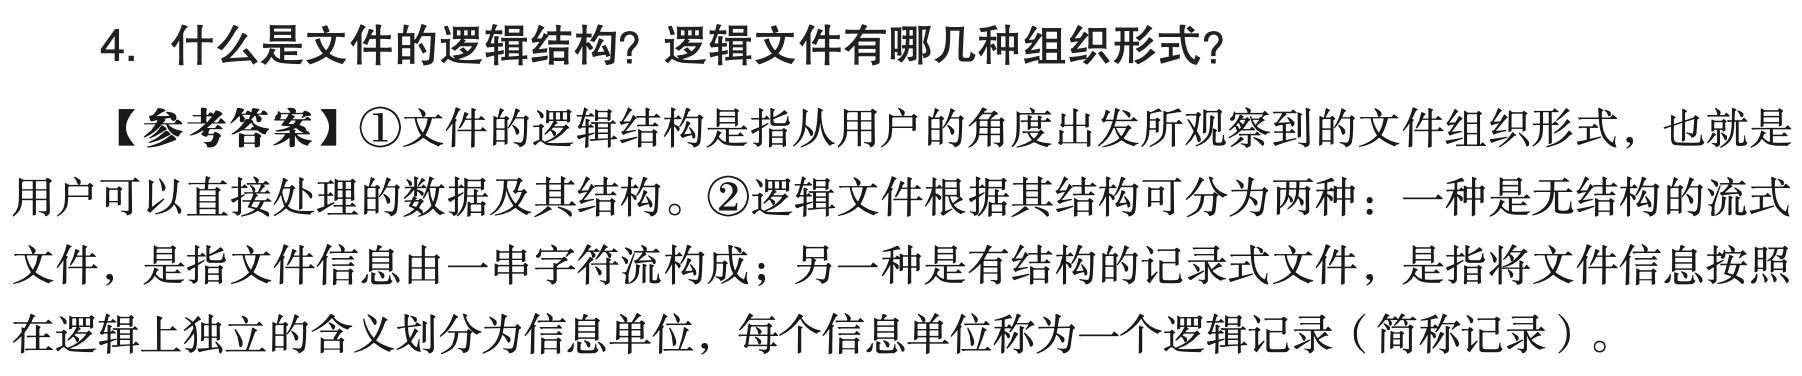 4. 什么是文件的逻辑结构？逻辑文件有哪几种组织形式？
【参考答案】①文件的逻辑结构是指从用户的角度出发所观察到的文件组织形式，也就是
用户可以直接处理的数据及其结构。②逻辑文件根据其结构可分为两种：一种是无结构的流式
文件，是指文件信息由一串字符流构成；另一种是有结构的记录式文件，是指将文件信息按照
在逻辑上独立的含义划分为信息单位，每个信息单位称为一个逻辑记录（简称记录）。